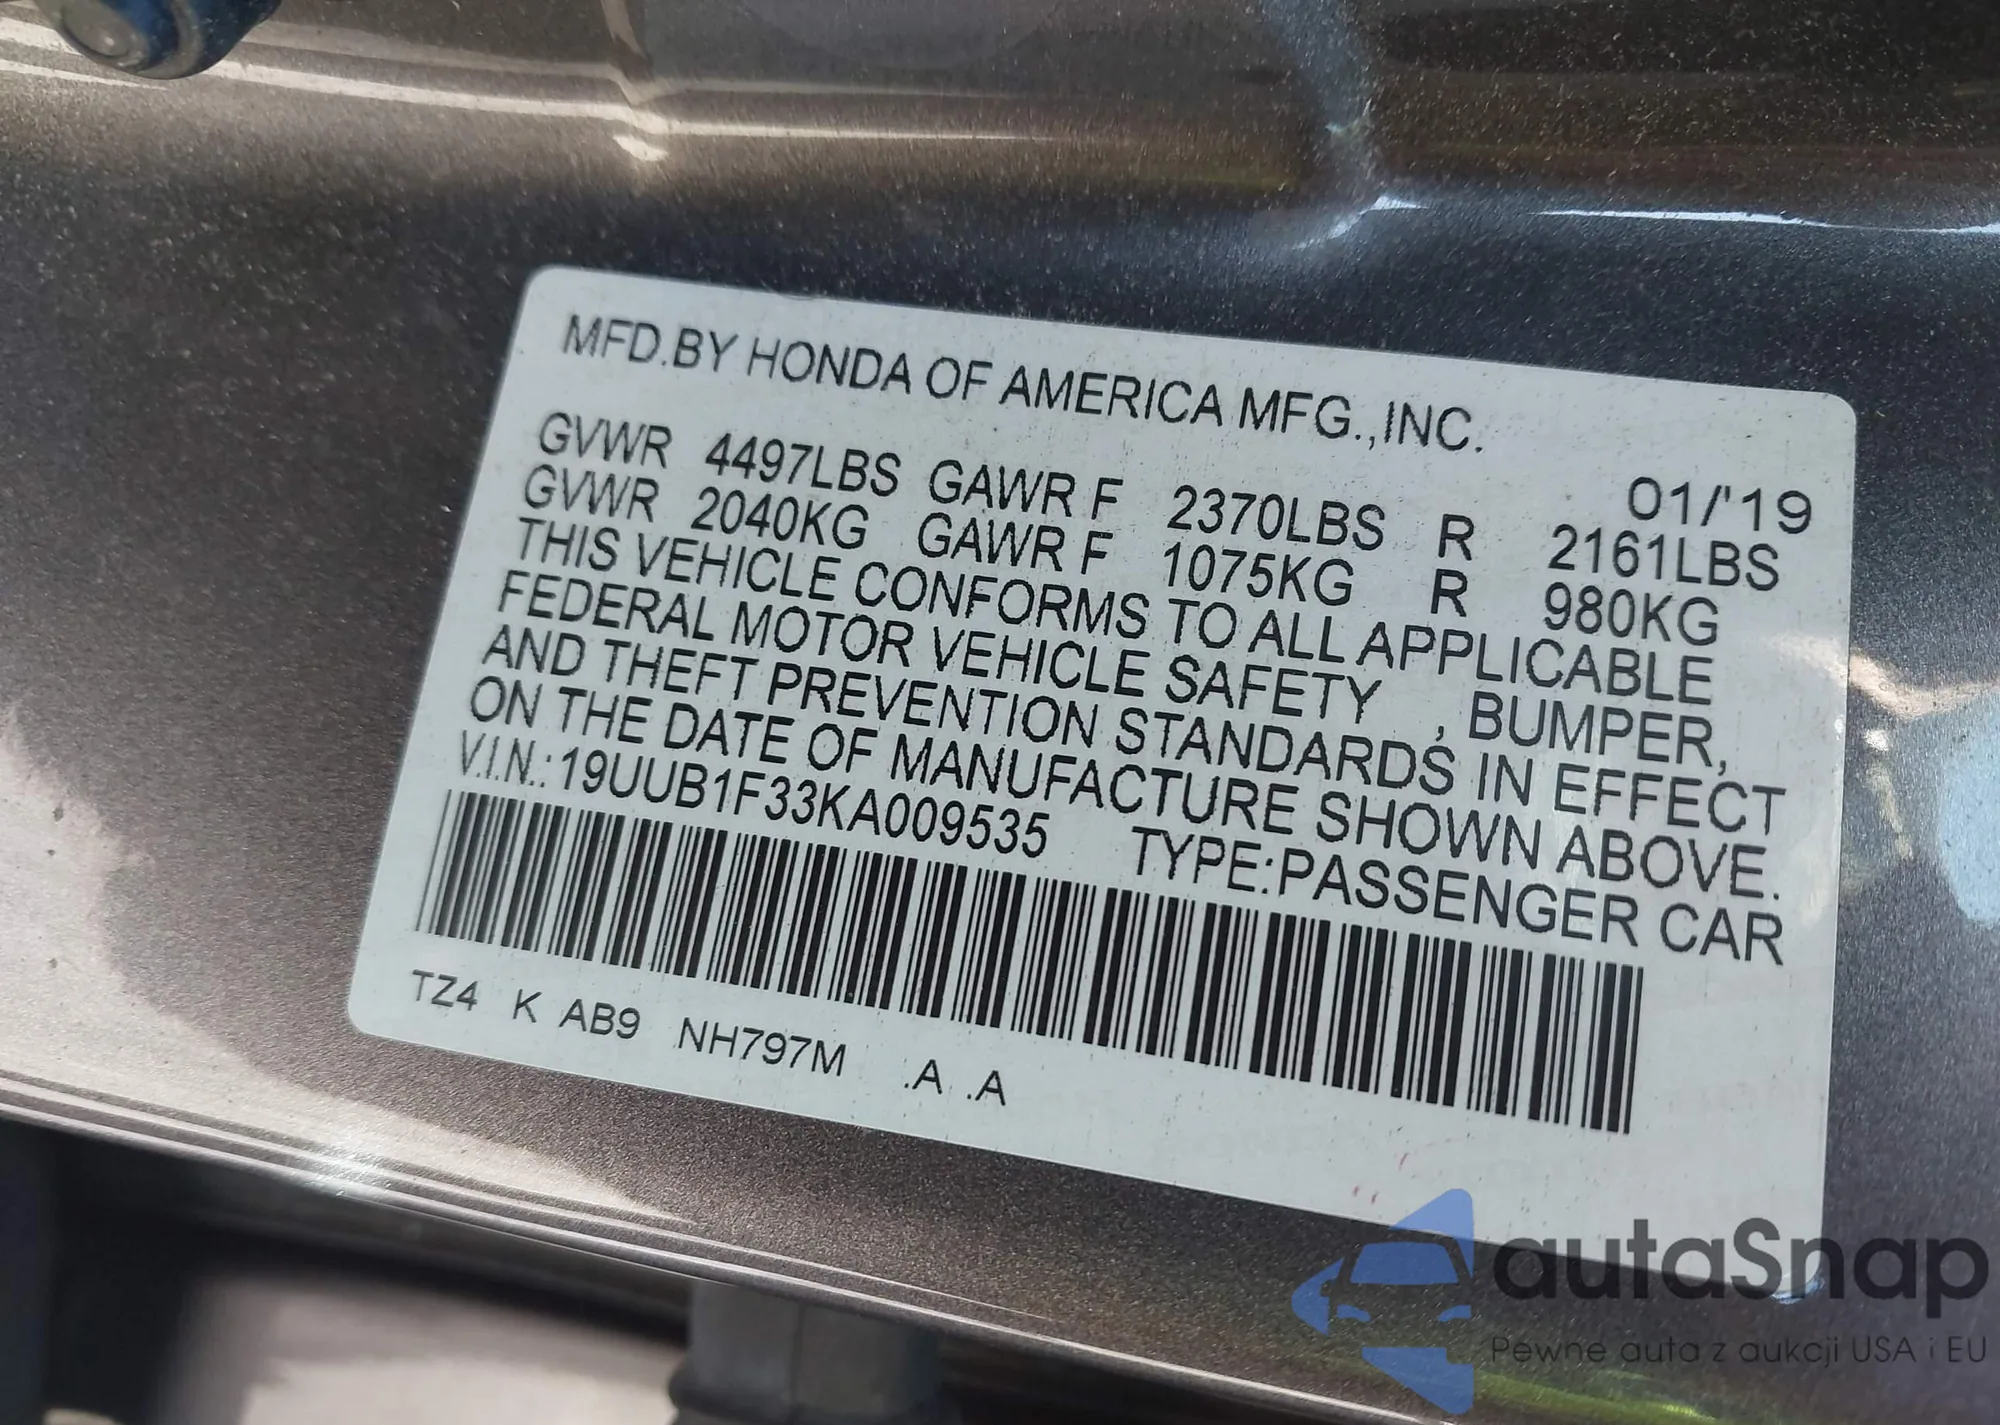 MFD.BY HONDA OF AMERICA MFG.,INC.
01/'19
GVWR 4497LBS GAWR F 2370LBS R 2161LBS
GVWR 2040KG GAWR F 1075KG R 980KG
THIS VEHICLE CONFORMS TO ALL APPLICABLE
FEDERAL MOTOR VEHICLE SAFETY , BUMPER,
AND THEFT PREVENTION STANDARDS IN EFFECT
ON THE DATE OF MANUFACTURE SHOWN ABOVE.
V.I.N.:19UUB1F33KA009535 TYPE:PASSENGER CAR
TZ4 K AB9 NH797M .A .A
autaSnap
Pewne auta z aukcji USA i EU